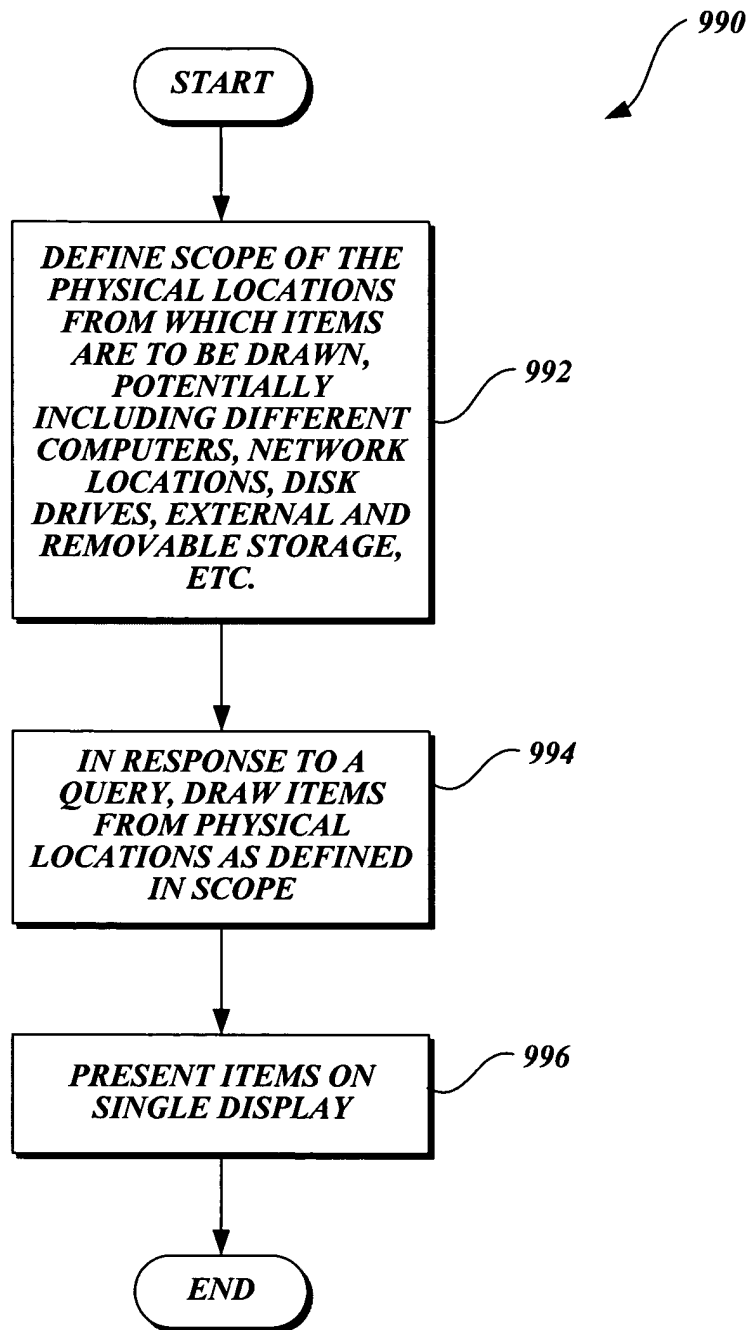 990
START
DEFINE SCOPE OF THE
PHYSICAL LOCATIONS
FROM WHICH ITEMS
ARE TO BE DRAWN,
POTENTIALLY
INCLUDING DIFFERENT
COMPUTERS, NETWORK
LOCATIONS, DISK
DRIVES, EXTERNAL AND
REMOVABLE STORAGE,
ETC.
992
IN RESPONSE TO A
QUERY, DRAW ITEMS
FROM PHYSICAL
LOCATIONS AS DEFINED
IN SCOPE
994
PRESENT ITEMS ON
SINGLE DISPLAY
996
END